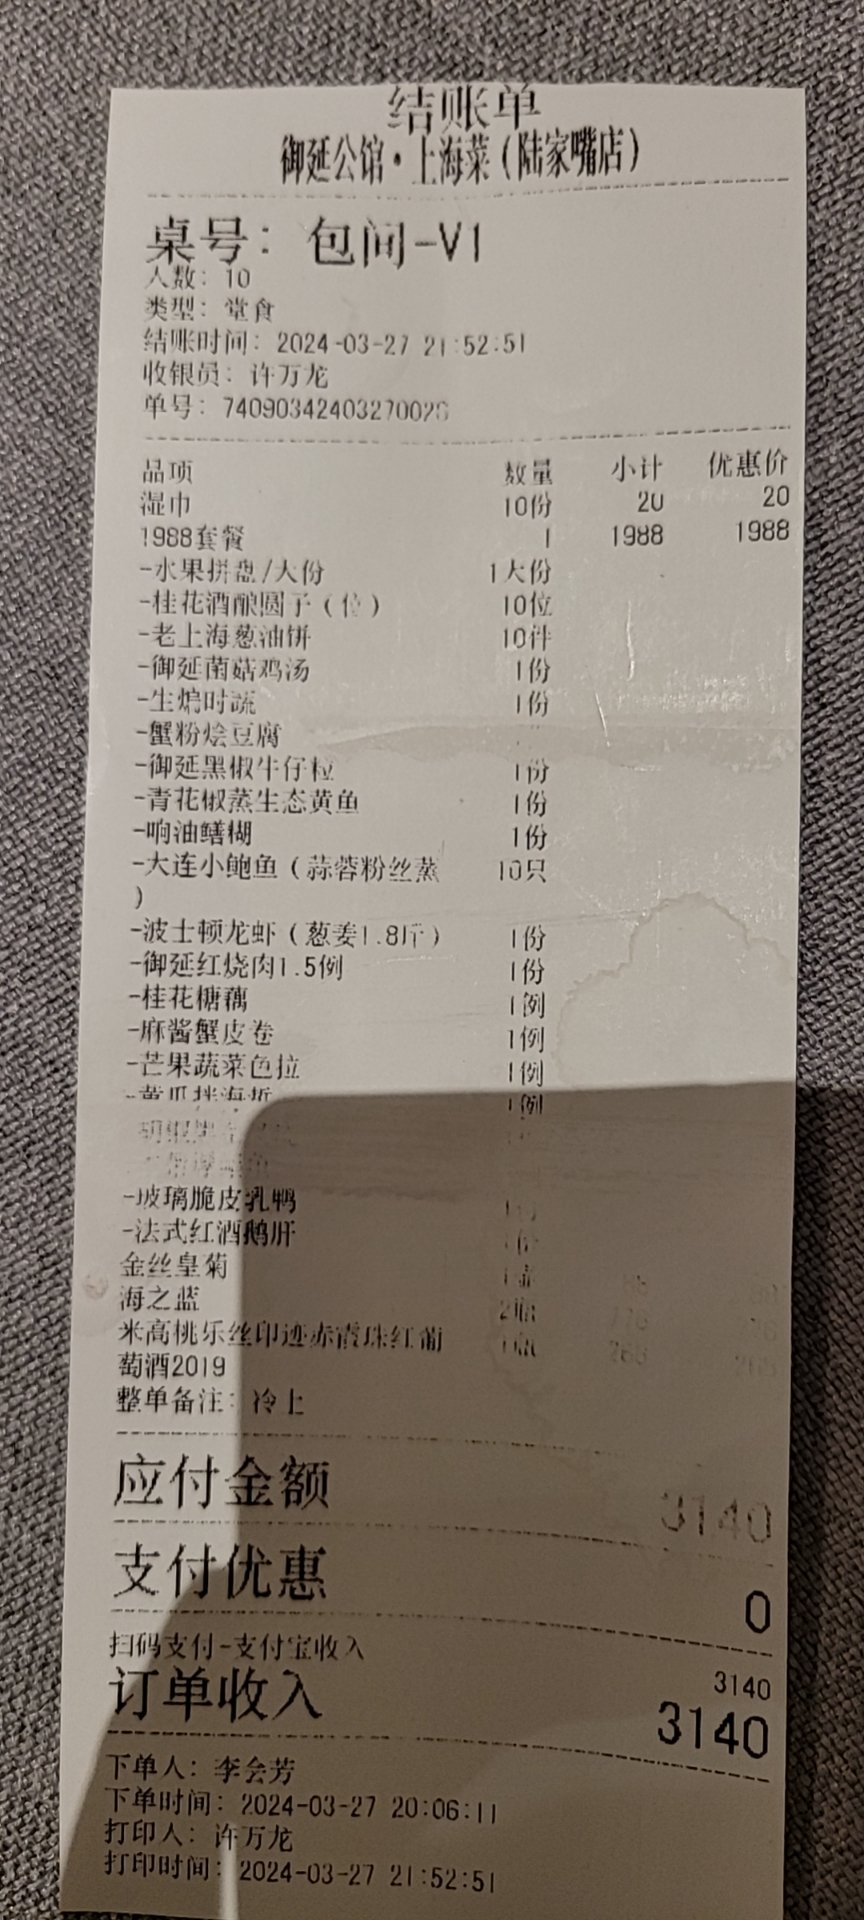 结账单
御延公馆·上海菜(陆家嘴店)
桌号: 包间-V1
人数: 10
类型: 堂食
结账时间: 2024-03-27 21:52:51
收银员: 许万龙
单号:
品项 数量 小计 优惠价
湿巾 10份 20 20
1988套餐 1 1988 1988
-水果拼盘/大份 1大份
-桂花酒酿圆子(位) 10位
-老上海葱油饼 10件
-御延菌菇鸡汤 1份
-生煸时蔬 1份
-蟹粉烩豆腐
-御延黑椒牛仔粒 1份
-青花椒蒸生态黄鱼 1份
-响油鳝糊 1份
-大连小鲍鱼(蒜蓉粉丝蒸 10只
)
-波士顿龙虾(葱姜1.8斤) 1份
-御延红烧肉1.5例 1份
-桂花糖藕 1例
-麻酱蟹皮卷 1例
-芒果蔬菜色拉 1例
-黄瓜拌海蜇 1例
-玻璃脆皮乳鸭
-法式红酒鹅肝
金丝皇菊
海之蓝
米高桃乐丝印迹赤霞珠红葡 268
萄酒2019
整单备注: 冷上
应付金额 3140
支付优惠 0
扫码支付-支付宝收入 3140
订单收入 3140
下单人: 李会芳
下单时间: 2024-03-27 20:06:11
打印人: 许万龙
打印时间: 2024-03-27 21:52:51